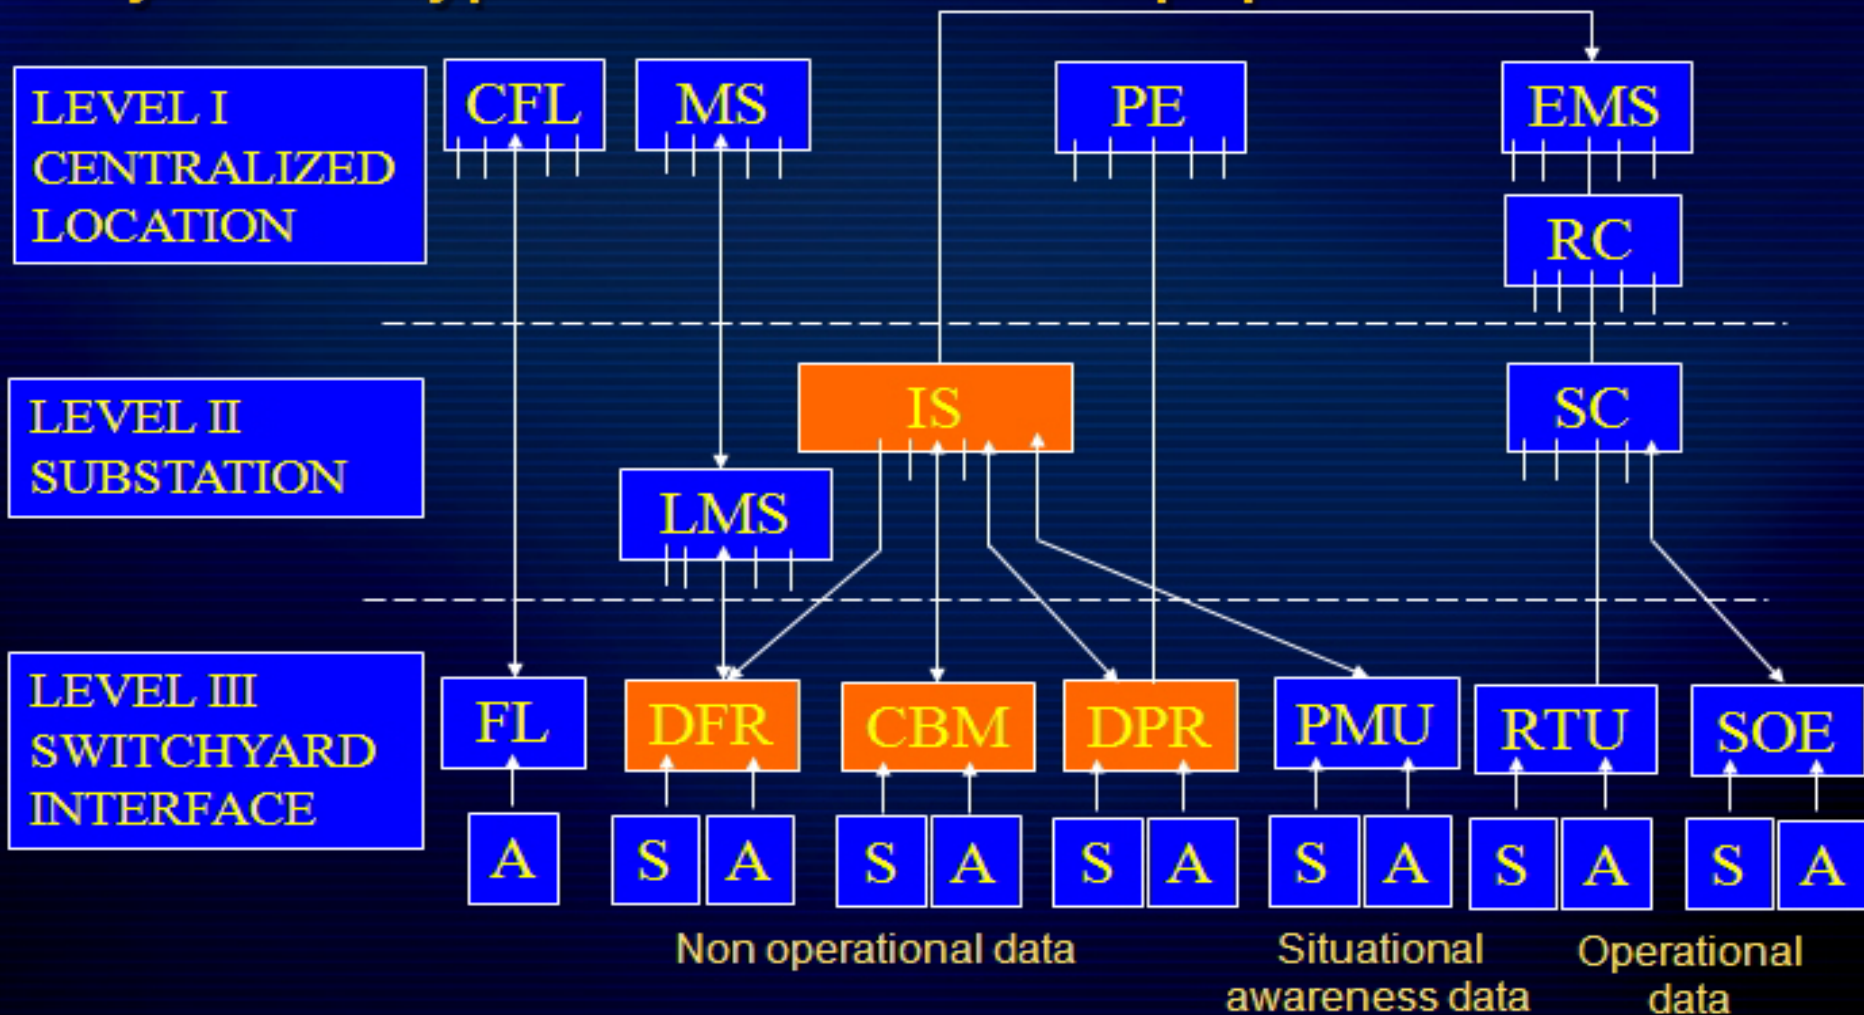 LEVEL I
CENTRALIZED
LOCATION
CFL
MS
PE
EMS
RC
LEVEL II
SUBSTATION
IS
SC
LMS
LEVEL III
SWITCHYARD
INTERFACE
FL
DFR
CBM
DPR
PMU
RTU
SOE
A
S
A
S
A
S
A
S
A
S
A
S
A
Non operational data
Situational
awareness data
Operational
data